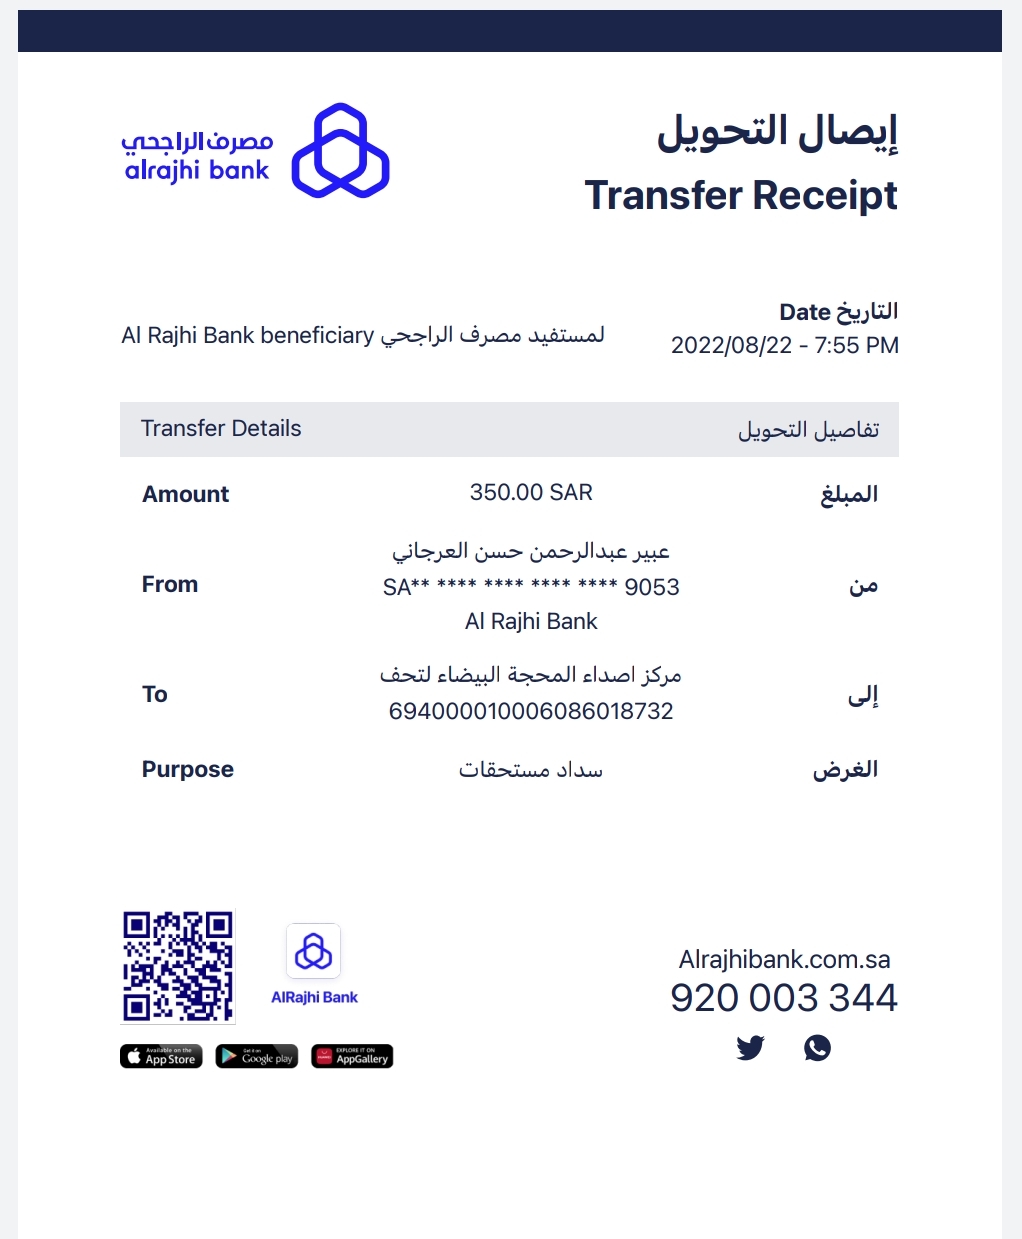 مصرف الراجحي
alrajhi bank
إيصال التحويل
Transfer Receipt
التاريخ Date
2022/08/22 - 7:55 PM
لمستفيد مصرف الراجحي Al Rajhi Bank beneficiary
Transfer Details تفاصيل التحويل
Amount 350.00 SAR المبلغ
عبير عبدالرحمن حسن العرجاني
From SA** **** **** **** **** 9053 من
Al Rajhi Bank
مركز اصداء المحجة البيضاء لتحف
To 694000010006086018732 إلى
Purpose سداد مستحقات الغرض
AlRajhi Bank
Available on the
App Store
Get it on
Google play
EXPLORE IT ON
AppGallery
Alrajhibank.com.sa
920 003 344